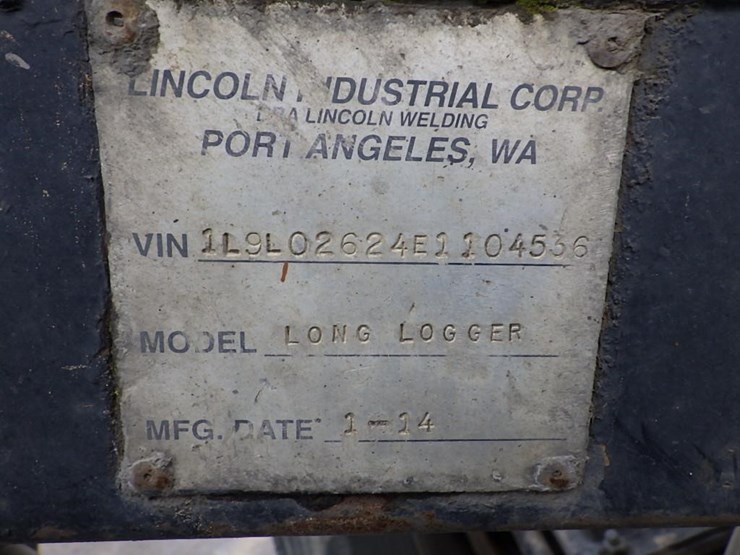 LINCOLN INDUSTRIAL CORP
DBA LINCOLN WELDING
PORT ANGELES, WA
VIN 1L9L02624E1104536
MODEL LONG LOGGER
MFG. DATE 1-14